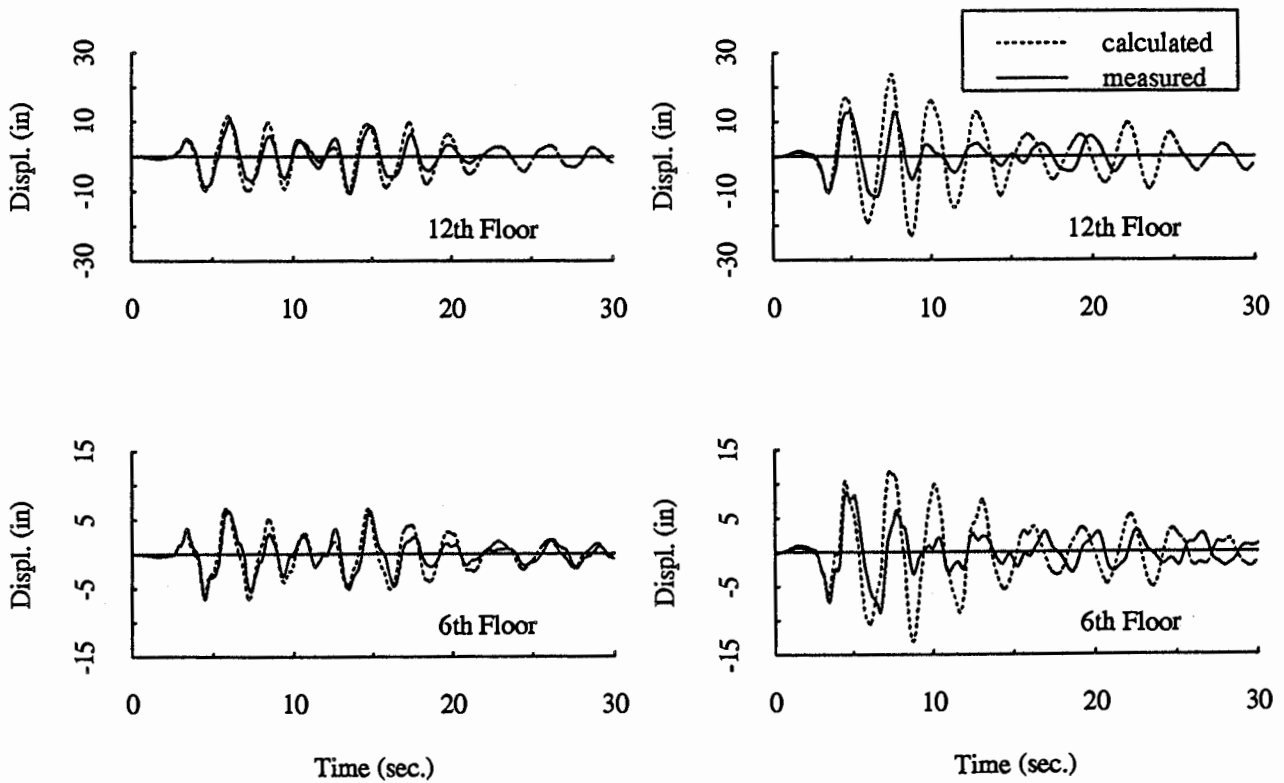 calculated
measured
30
10
-10
-30
Displ. (in)
12th Floor
0 10 20 30
30
10
-10
-30
Displ. (in)
12th Floor
0 10 20 30
15
5
-5
-15
Displ. (in)
6th Floor
0 10 20 30
Time (sec.)
15
5
-5
-15
Displ. (in)
6th Floor
0 10 20 30
Time (sec.)